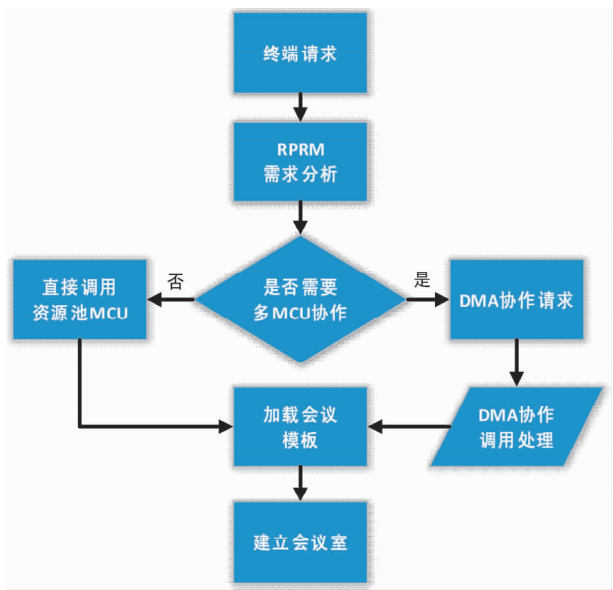 终端请求
RPRM
需求分析
是否需要
多MCU协作
否
是
直接调用
资源池MCU
DMA协作请求
加载会议
模板
DMA协作
调用处理
建立会议室